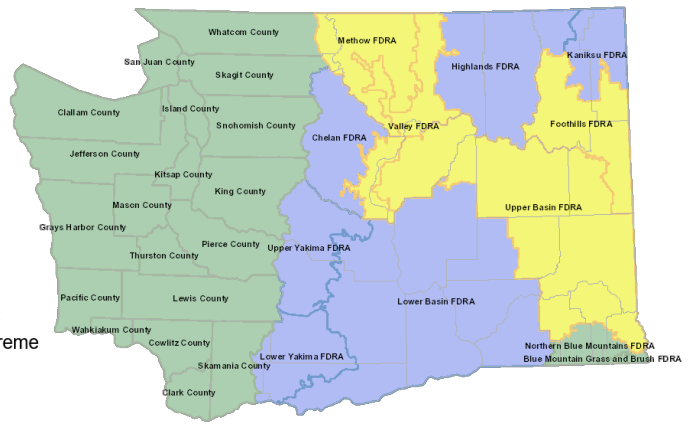 Whatcom County
Methow FDRA
Kaniksu FDRA
San Juan County
Highlands FDRA
Skagit County
Island County
Clallam County
Snohomish County
Valley FDRA
Foothills FDRA
Chelan FDRA
Jefferson County
Kitsap County
King County
Mason County
Upper Basin FDRA
Grays Harbor County
Pierce County
Upper Yakima FDRA
Thurston County
Pacific County
Lewis County
Lower Basin FDRA
Wahkiakum County
reme
Cowlitz County
Northern Blue Mountains FDRA
Lower Yakima FDRA
Blue Mountain Grass and Brush FDRA
Skamania County
Clark County